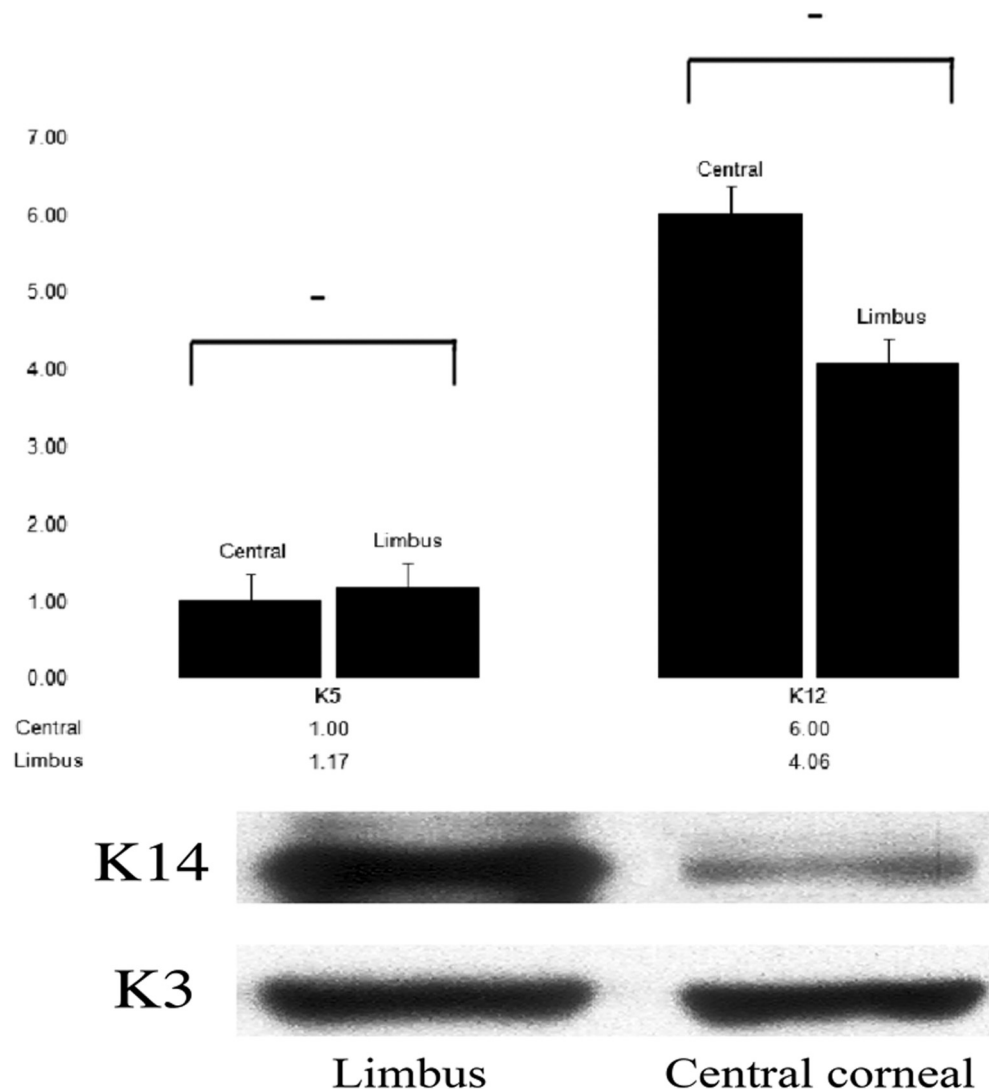 -
7.00
Central
6.00
5.00
Limbus
-
4.00
3.00
2.00
Central
Limbus
1.00
0.00
K5 K12
Central 1.00 6.00
Limbus 1.17 4.06
K14
K3
Limbus Central corneal